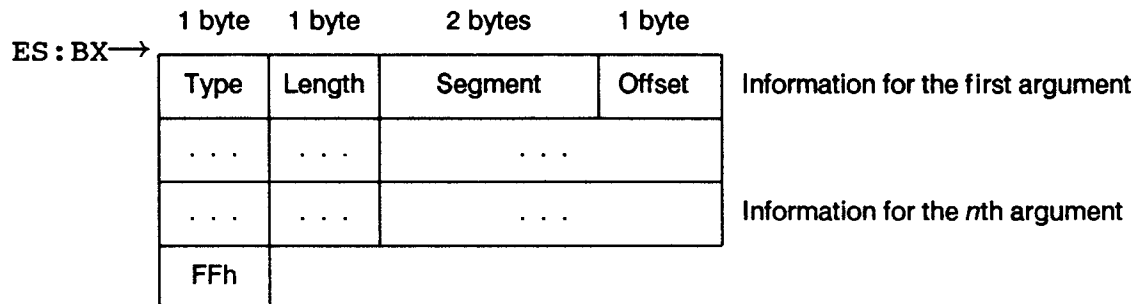 1 byte 1 byte 2 bytes 1 byte
ES:BX→
Type Length Segment Offset Information for the first argument
... ... ...
... ... ... Information for the nth argument
FFh